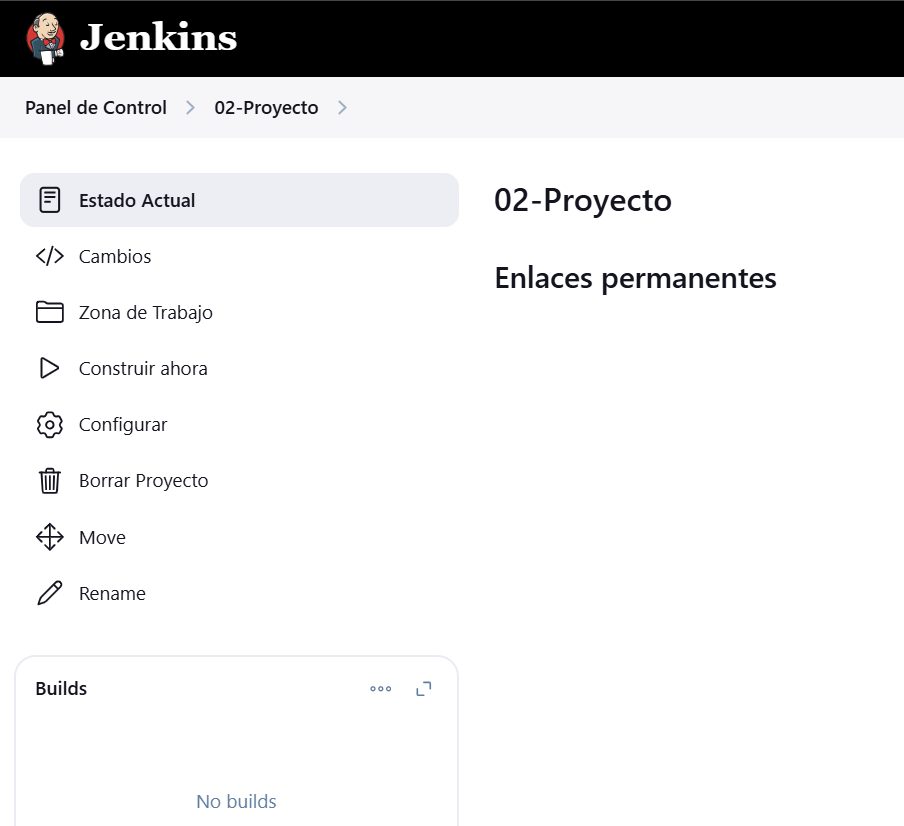 Jenkins
Panel de Control
02-Proyecto
Estado Actual
Cambios
Zona de Trabajo
Construir ahora
Configurar
Borrar Proyecto
Move
Rename
Builds
No builds
02-Proyecto
Enlaces permanentes